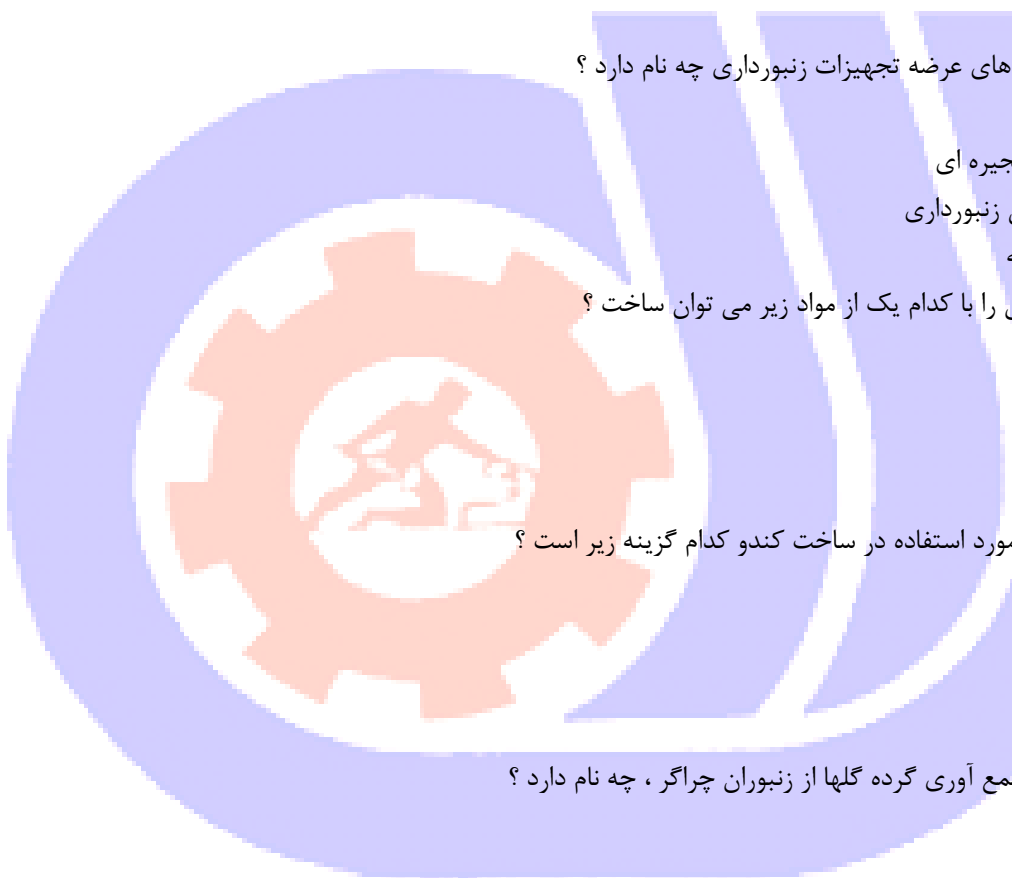 های عرضه تجهیزات زنبورداری چه نام دارد ؟
جیره ای
زنبورداری
را با کدام یک از مواد زیر می توان ساخت ؟
مورد استفاده در ساخت کندو کدام گزینه زیر است ؟
مع آوری گرده گلها از زنبوران چراگر ، چه نام دارد ؟